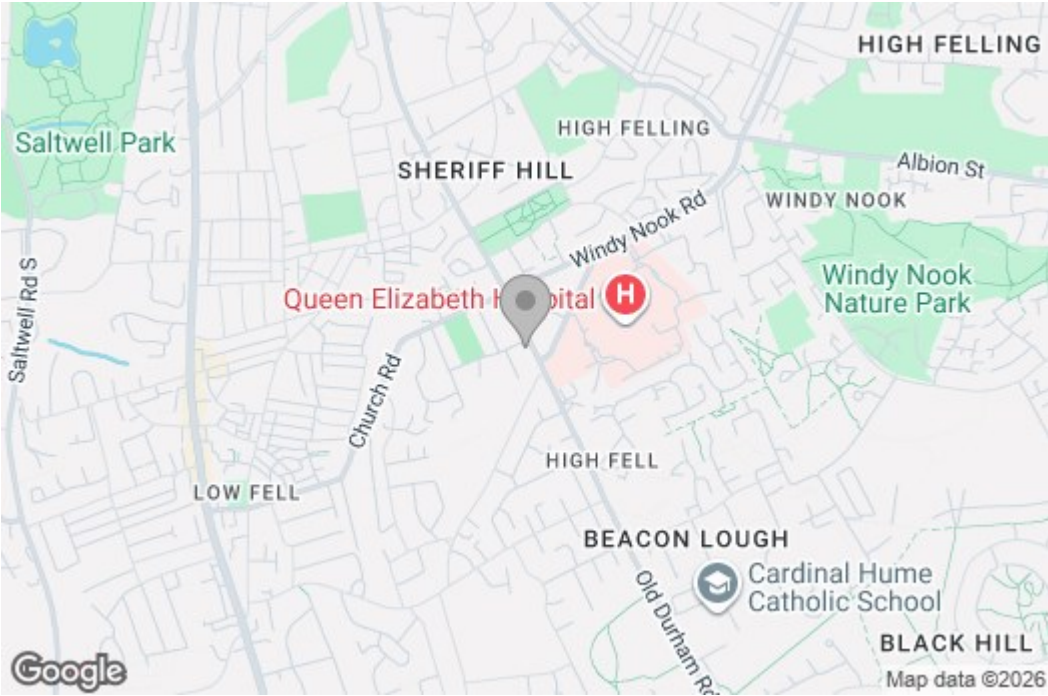 HIGH FELLING
HIGH FELLING
Saltwell Park
SHERIFF HILL
Albion St
WINDY NOOK
Windy Nook Rd
Windy Nook
Nature Park
Queen Elizabeth H pital
H
Saltwell Rd S
Church Rd
HIGH FELL
LOW FELL
BEACON LOUGH
Cardinal Hume
Catholic School
Old Durham Rd
BLACK HILL
Google
Map data ©2026